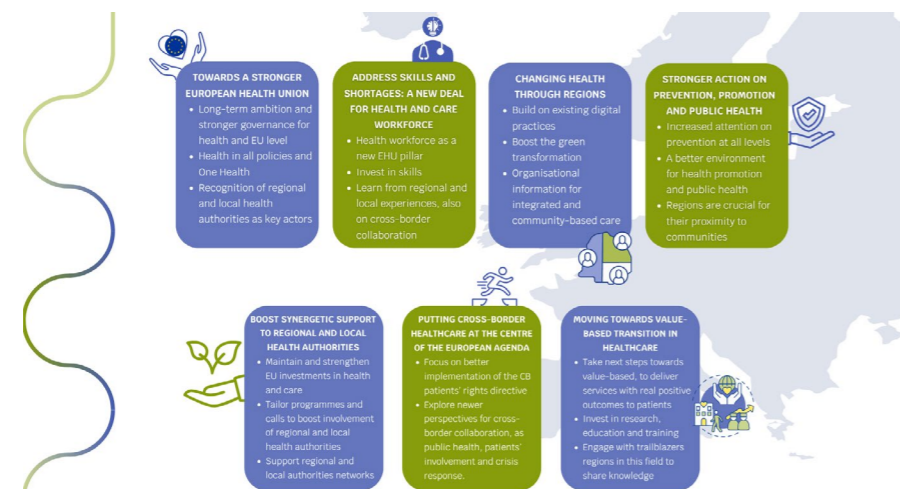 TOWARDS A STRONGER
EUROPEAN HEALTH UNION
• Long-term ambition and
stronger governance for
health and EU level
• Health in all policies and
One Health
• Recognition of regional
and local health
authorities as key actors
ADDRESS SKILLS AND
SHORTAGES: A NEW DEAL
FOR HEALTH AND CARE
WORKFORCE
• Health workforce as a
new EHU pillar
• Invest in skills
• Learn from regional and
local experiences, also
on cross-border
collaboration
CHANGING HEALTH
THROUGH REGIONS
• Build on existing digital
practices
• Boost the green
transformation
• Organisational
information for
integrated and
community-based care
STRONGER ACTION ON
PREVENTION, PROMOTION
AND PUBLIC HEALTH
• Increased attention on
prevention at all levels
• A better environment
for health promotion
and public health
• Regions are crucial for
their proximity to
communities
BOOST SYNERGETIC SUPPORT
TO REGIONAL AND LOCAL
HEALTH AUTHORITIES
• Maintain and strengthen
EU investments in health
and care
• Tailor programmes and
calls to boost involvement
of regional and local
health authorities
• Support regional and
local authorities networks
PUTTING CROSS-BORDER
HEALTHCARE AT THE CENTRE
OF THE EUROPEAN AGENDA
• Focus on better
implementation of the CB
patients' rights directive
• Explore newer
perspectives for cross-
border collaboration, as
public health, patients'
involvement and crisis
response.
MOVING TOWARDS VALUE-
BASED TRANSITION IN
HEALTHCARE
• Take next steps towards
value-based, to deliver
services with real positive
outcomes to patients
• Invest in research,
education and training
• Engage with trailblazers
regions in this field to
share knowledge